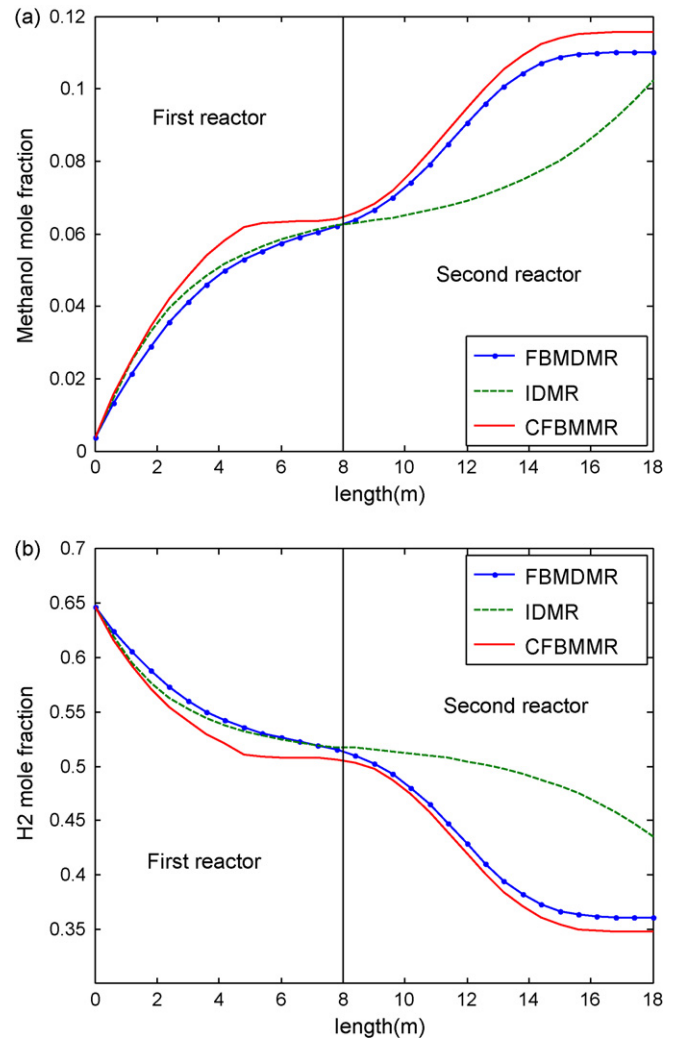 (a)
0.12
0.1
0.08
0.06
0.04
0.02
0
Methanol mole fraction
First reactor
Second reactor
FBMDMR
IDMR
CFBMMR
0 2 4 6 8 10 12 14 16 18
length(m)
(b)
0.7
0.65
0.6
0.55
0.5
0.45
0.4
0.35
H2 mole fraction
FBMDMR
IDMR
CFBMMR
Second reactor
First reactor
0 2 4 6 8 10 12 14 16 18
length(m)